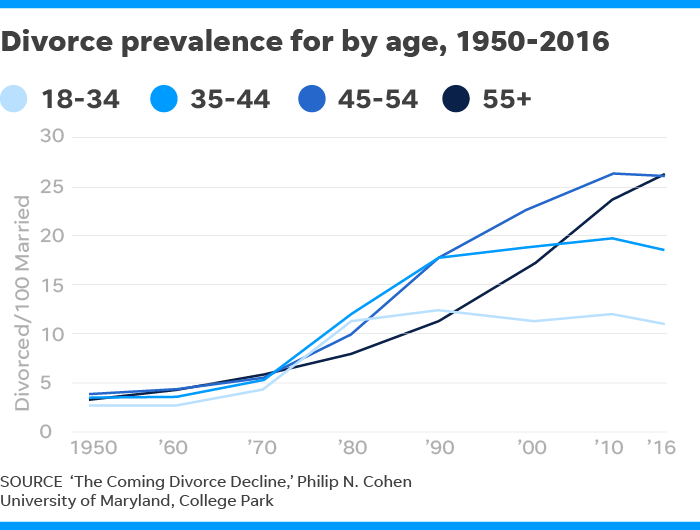 Divorce prevalence for by age, 1950-2016
18-34 35-44 45-54 55+
Divorced/100 Married
30
25
20
15
10
5
0
1950 ’60 ’70 ’80 ’90 ’00 ’10 ’16
SOURCE ‘The Coming Divorce Decline,’ Philip N. Cohen
University of Maryland, College Park